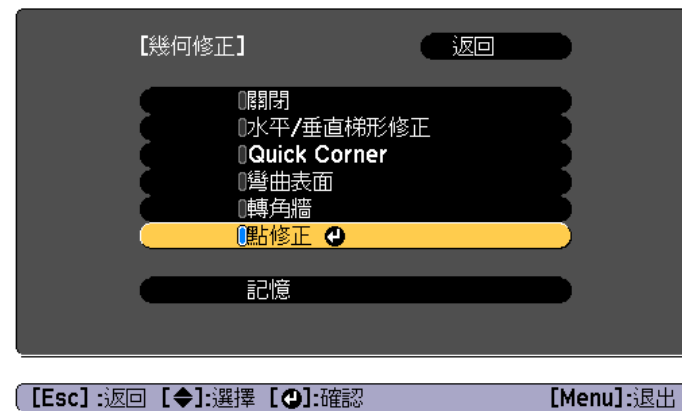 [幾何修正] 返回
關閉
水平/垂直梯形修正
Quick Corner
彎曲表面
轉角牆
點修正
記憶
[Esc] :返回 [◆]:選擇 [↵]:確認 [Menu]:退出